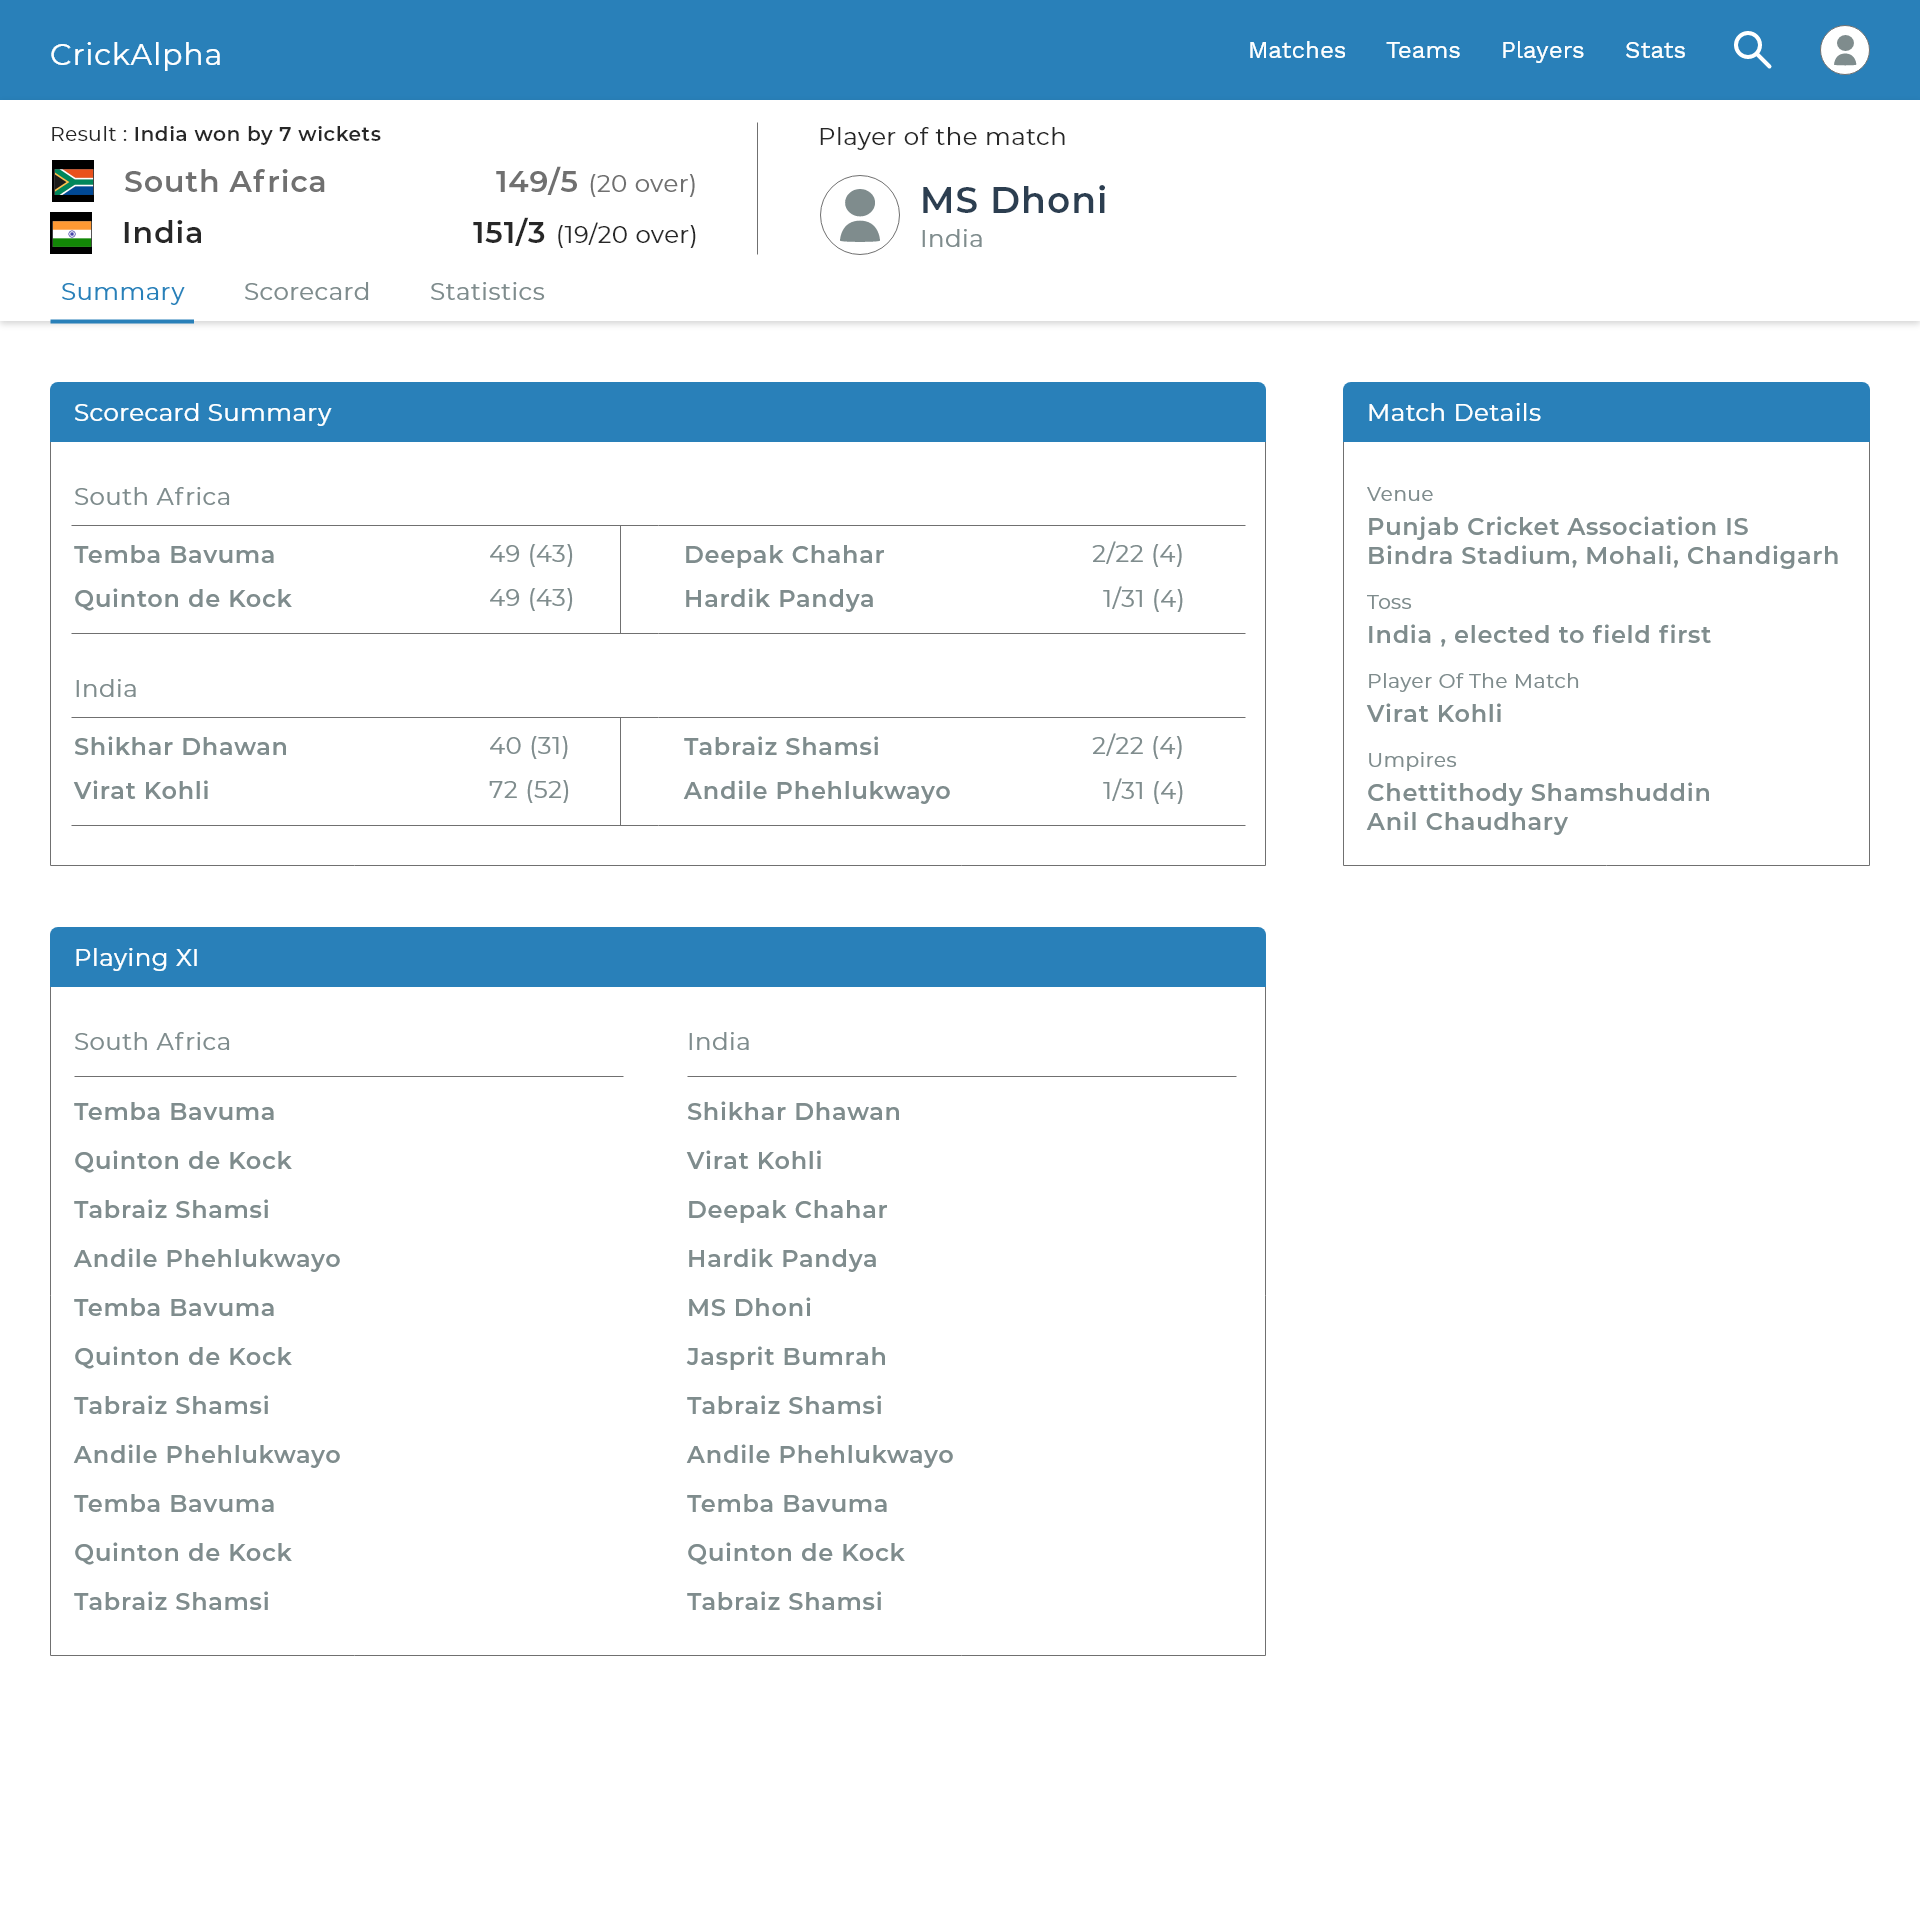 CrickAlpha
Matches Teams Players Stats
Result : India won by 7 wickets
South Africa 149/5 (20 over)
India 151/3 (19/20 over)
Player of the match
MS Dhoni
India
Summary Scorecard Statistics
Scorecard Summary
South Africa
Temba Bavuma 49 (43) Deepak Chahar 2/22 (4)
Quinton de Kock 49 (43) Hardik Pandya 1/31 (4)
India
Shikhar Dhawan 40 (31) Tabraiz Shamsi 2/22 (4)
Virat Kohli 72 (52) Andile Phehlukwayo 1/31 (4)
Match Details
Venue
Punjab Cricket Association IS
Bindra Stadium, Mohali, Chandigarh
Toss
India , elected to field first
Player Of The Match
Virat Kohli
Umpires
Chettithody Shamshuddin
Anil Chaudhary
Playing XI
South Africa
Temba Bavuma
Quinton de Kock
Tabraiz Shamsi
Andile Phehlukwayo
Temba Bavuma
Quinton de Kock
Tabraiz Shamsi
Andile Phehlukwayo
Temba Bavuma
Quinton de Kock
Tabraiz Shamsi
India
Shikhar Dhawan
Virat Kohli
Deepak Chahar
Hardik Pandya
MS Dhoni
Jasprit Bumrah
Tabraiz Shamsi
Andile Phehlukwayo
Temba Bavuma
Quinton de Kock
Tabraiz Shamsi